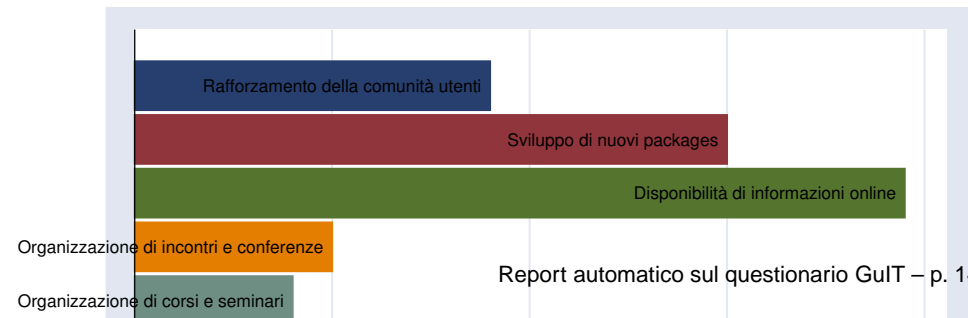 Rafforzamento della comunità utenti
Sviluppo di nuovi packages
Disponibilità di informazioni online
Organizzazione di incontri e conferenze
Report automatico sul questionario GuIT – p. 1
Organizzazione di corsi e seminari